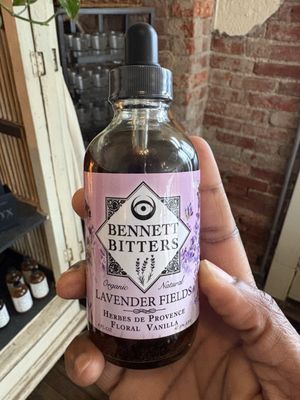 BENNETT
BITTERS
Organic Natural
LAVENDER FIELDS
HERBES DE PROVENCE
FLORAL VANILLA